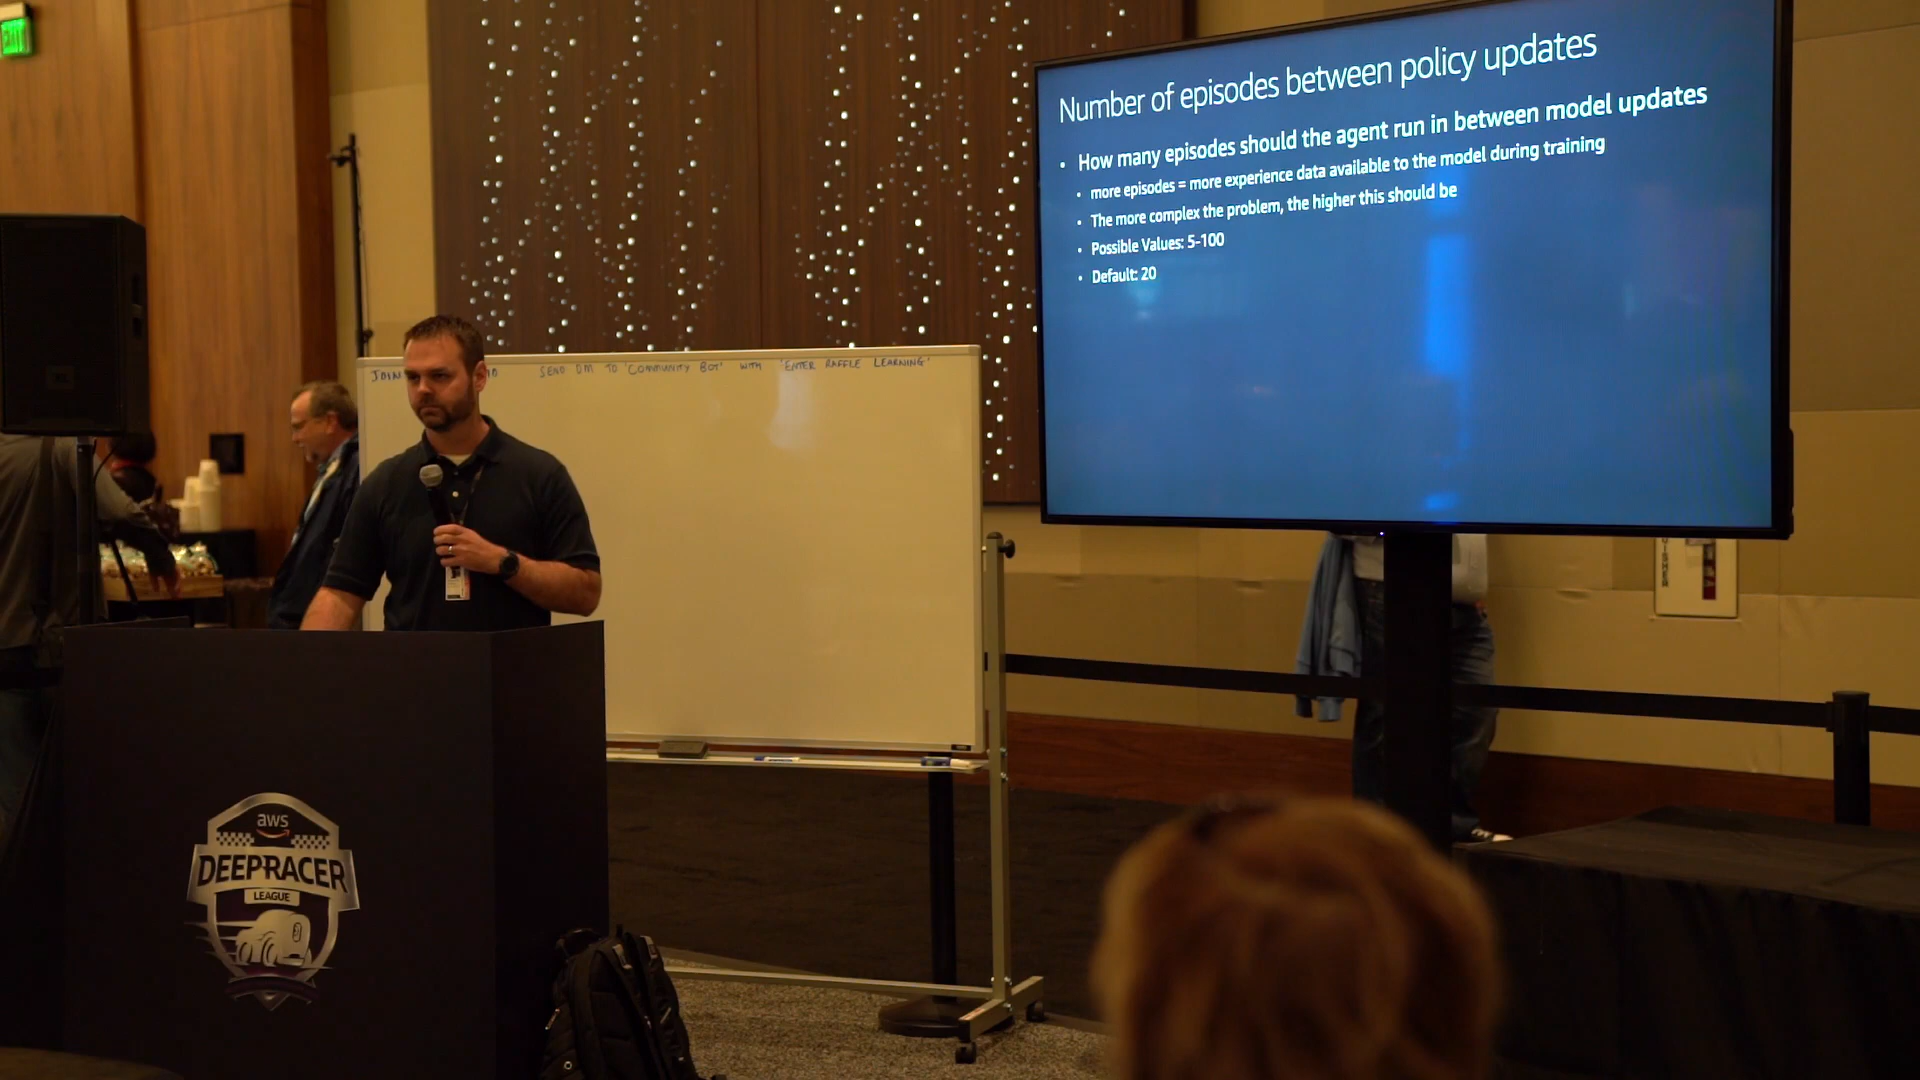 Number of episodes between policy updates
• How many episodes should the agent run in between model updates
• more episodes = more experience data available to the model during training
• The more complex the problem, the higher this should be
• Possible Values: 5-100
• Default: 20
JOIN SEND DM TO 'COMMUNITY BOT' WITH 'ENTER RAFFLE LEARNING'
aws
DEEPRACER
LEAGUE